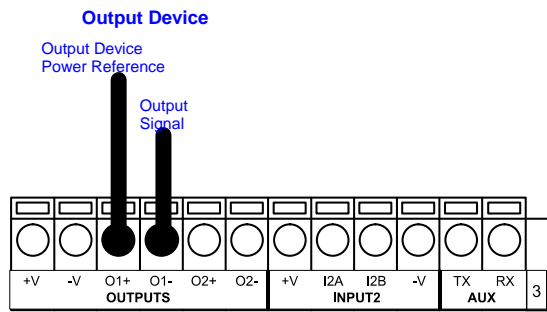 Output Device
Output Device
Power Reference
Output
Signal
+V -V O1+ O1- O2+ O2- +V I2A I2B -V TX RX
OUTPUTS INPUT2 AUX 3